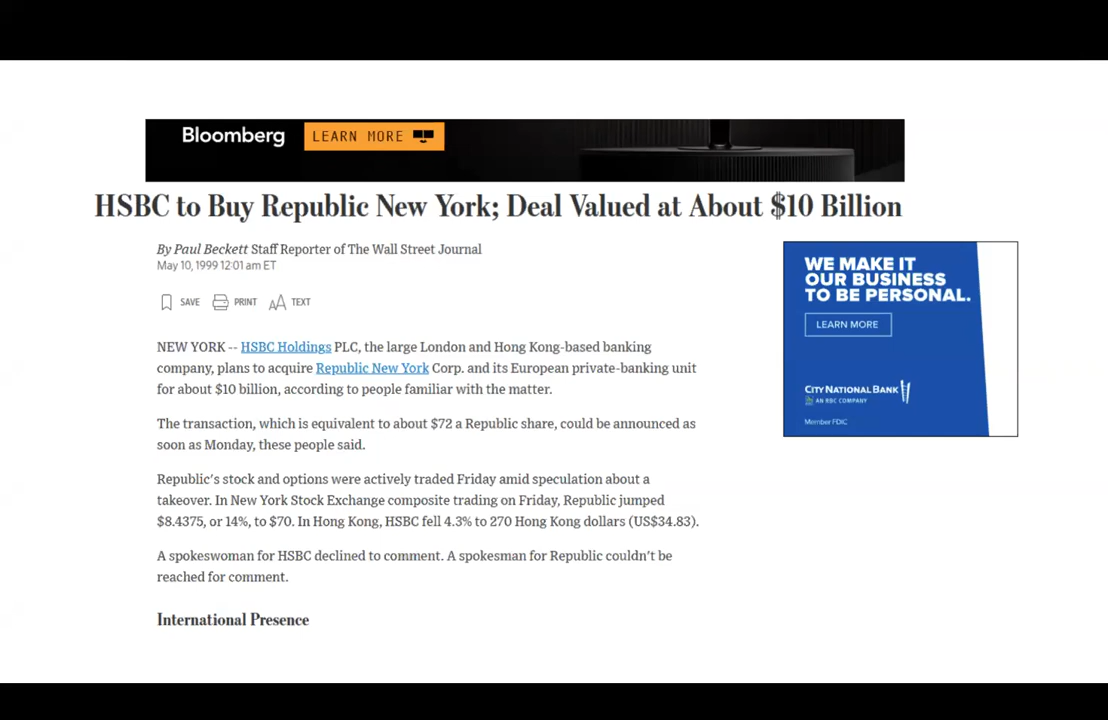 Bloomberg LEARN MORE
HSBC to Buy Republic New York; Deal Valued at About $10 Billion
By Paul Beckett Staff Reporter of The Wall Street Journal
May 10, 1999 12:01 am ET
SAVE PRINT AA TEXT
NEW YORK -- HSBC Holdings PLC, the large London and Hong Kong-based banking
company, plans to acquire Republic New York Corp. and its European private-banking unit
for about $10 billion, according to people familiar with the matter.
The transaction, which is equivalent to about $72 a Republic share, could be announced as
soon as Monday, these people said.
Republic's stock and options were actively traded Friday amid speculation about a
takeover. In New York Stock Exchange composite trading on Friday, Republic jumped
$8.4375, or 14%, to $70. In Hong Kong, HSBC fell 4.3% to 270 Hong Kong dollars (US$34.83).
A spokeswoman for HSBC declined to comment. A spokesman for Republic couldn't be
reached for comment.
International Presence
WE MAKE IT
OUR BUSINESS
TO BE PERSONAL.
LEARN MORE
CITY NATIONAL BANK
AN RBC COMPANY
Member FDIC